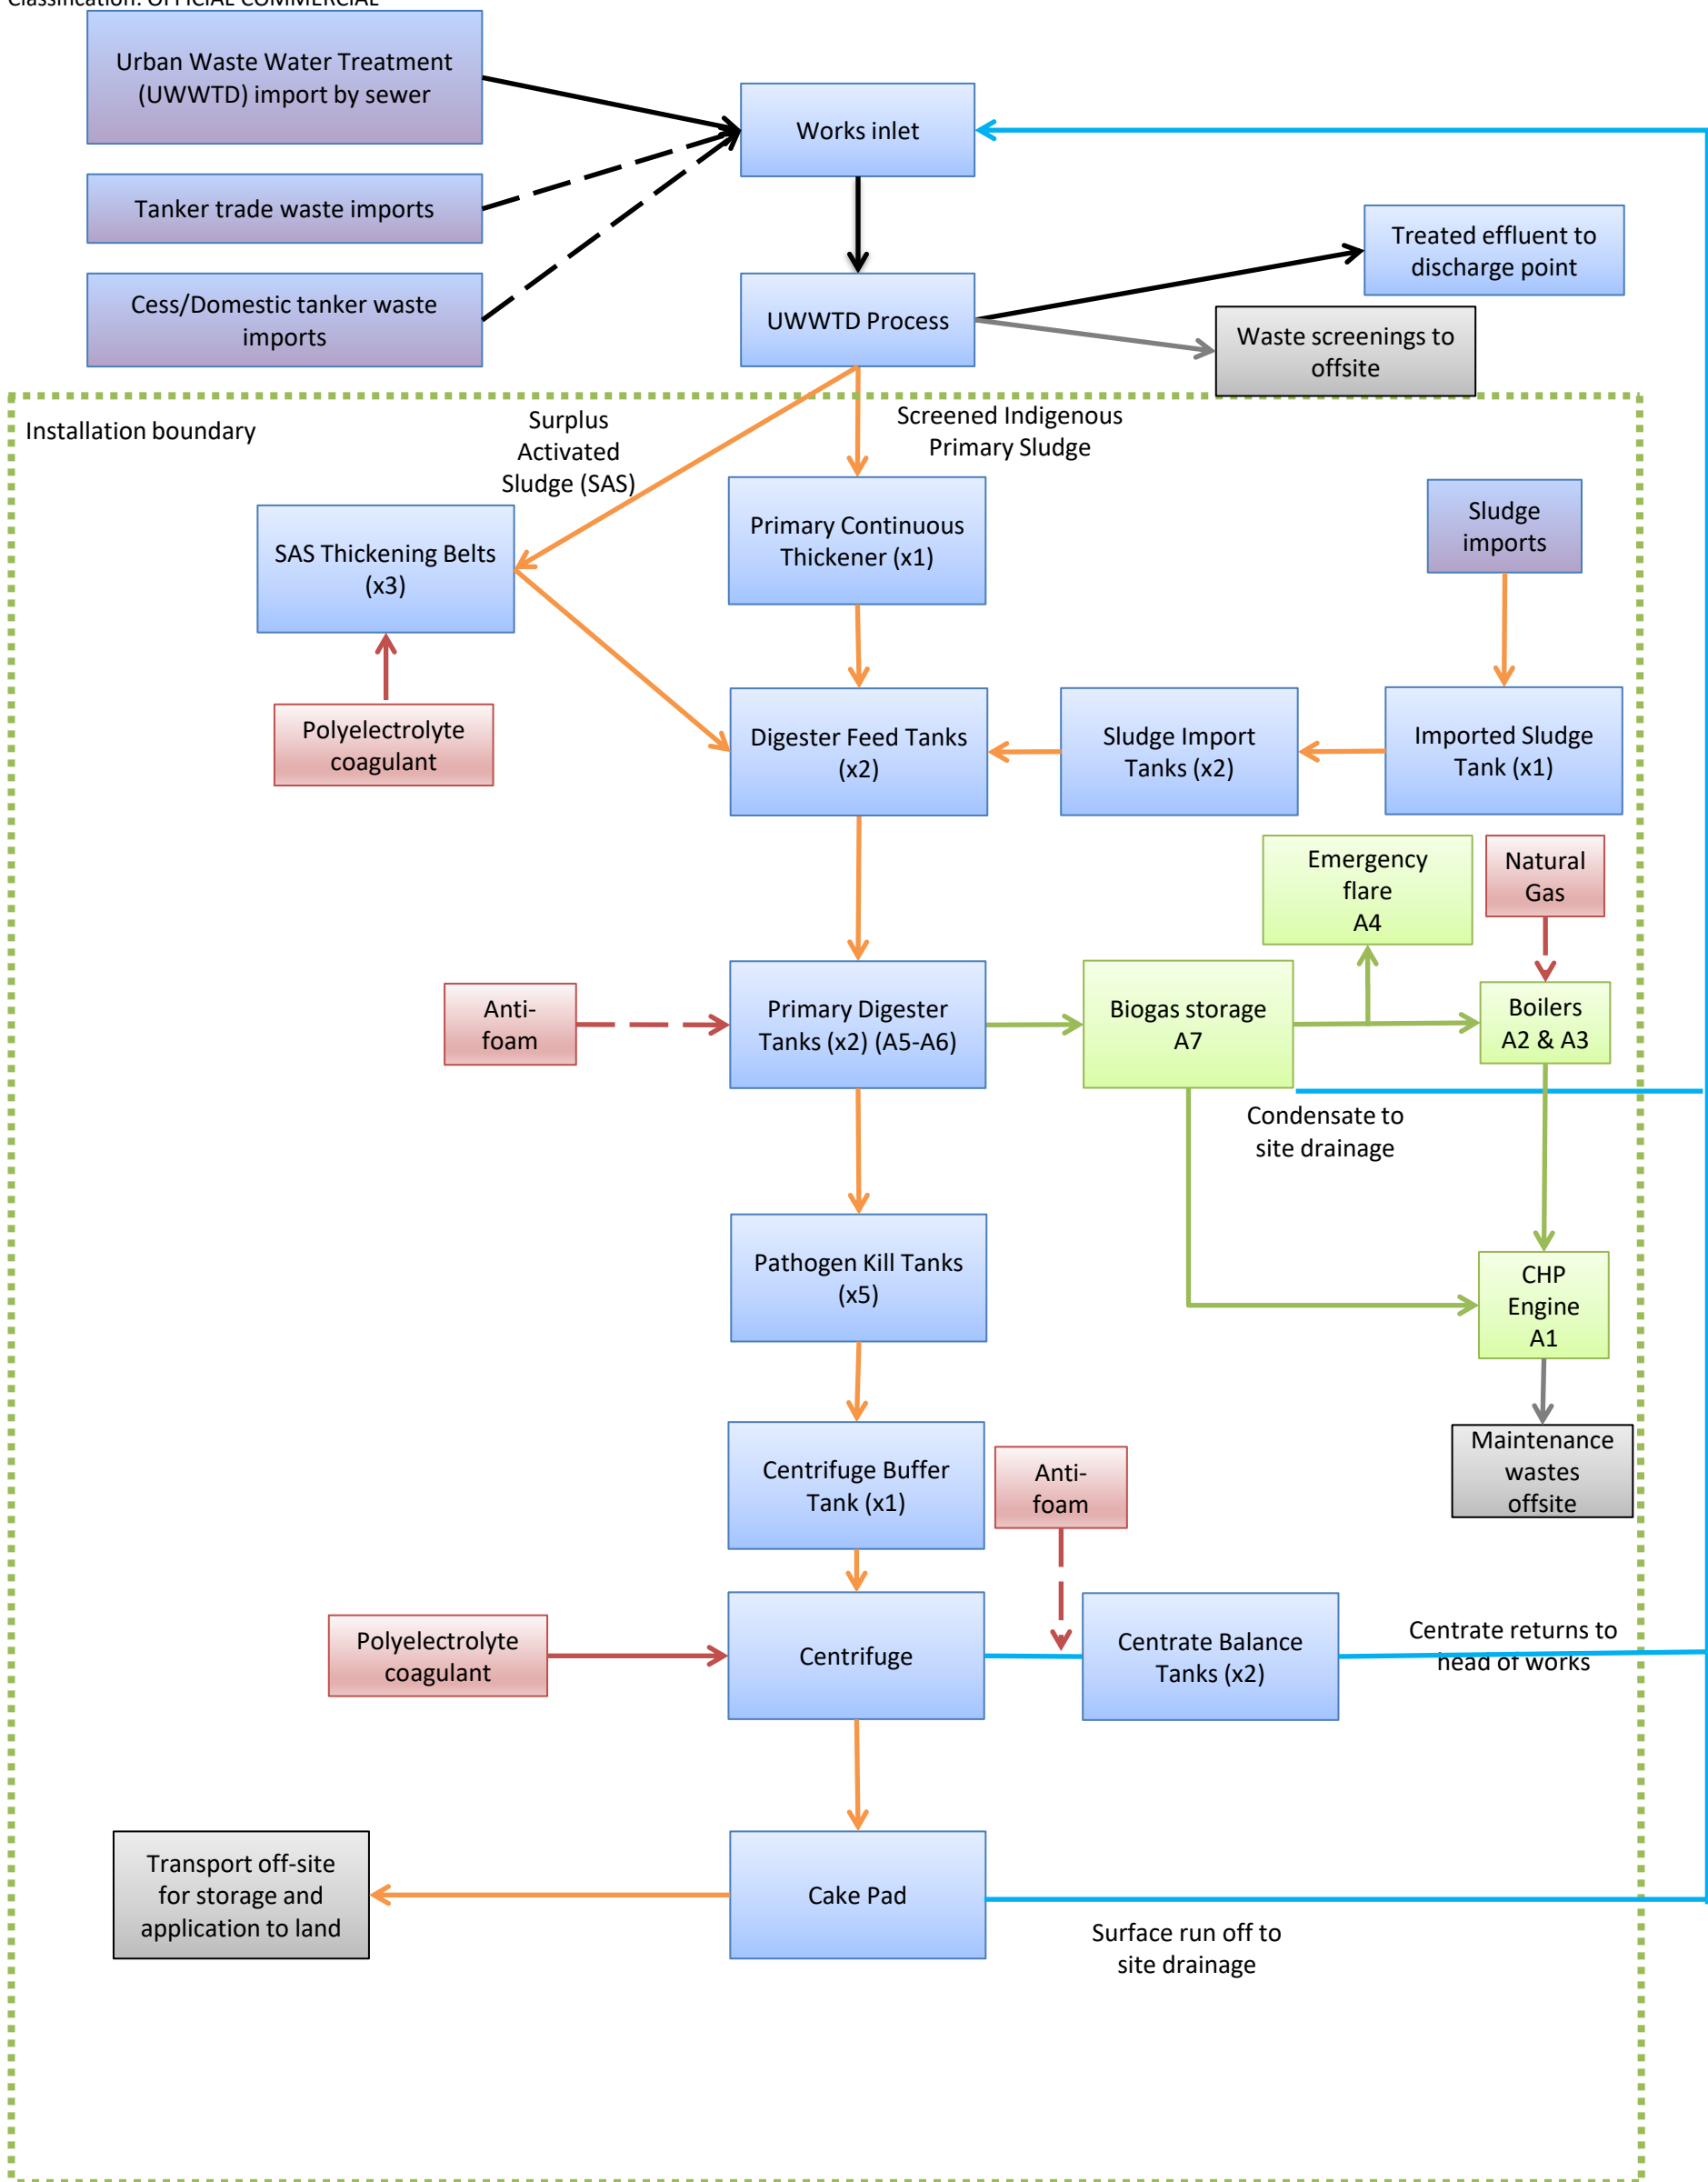 Classification: OFFICIAL COMMERCIAL
Urban Waste Water Treatment
(UWWTD) import by sewer
Works inlet
Tanker trade waste imports
Treated effluent to
discharge point
Cess/Domestic tanker waste
imports
UWWTD Process
Waste screenings to
offsite
Installation boundary
Surplus
Activated
Sludge (SAS)
Screened Indigenous
Primary Sludge
SAS Thickening Belts
(x3)
Primary Continuous
Thickener (x1)
Sludge
imports
Polyelectrolyte
coagulant
Digester Feed Tanks
(x2)
Sludge Import
Tanks (x2)
Imported Sludge
Tank (x1)
Emergency
flare
A4
Natural
Gas
Anti-
foam
Primary Digester
Tanks (x2) (A5-A6)
Biogas storage
A7
Boilers
A2 & A3
Condensate to
site drainage
Pathogen Kill Tanks
(x5)
CHP
Engine
A1
Centrifuge Buffer
Tank (x1)
Anti-
foam
Maintenance
wastes
offsite
Polyelectrolyte
coagulant
Centrifuge
Centrate Balance
Tanks (x2)
Centrate returns to
head of works
Transport off-site
for storage and
application to land
Cake Pad
Surface run off to
site drainage